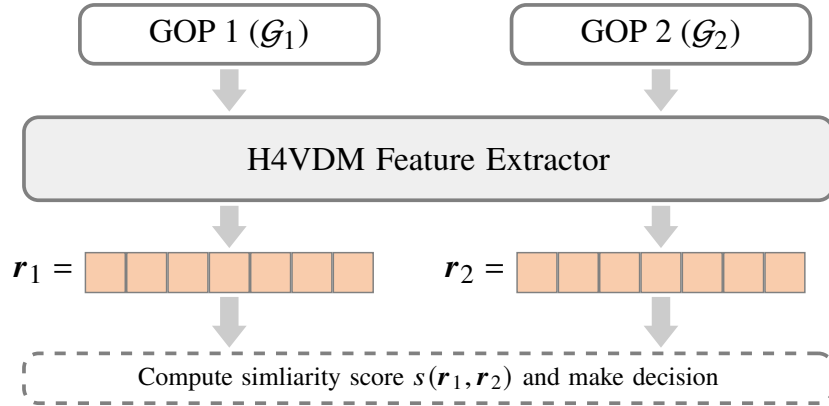 GOP 1 (𝒢₁) GOP 2 (𝒢₂)
H4VDM Feature Extractor
𝒓₁ = 𝒓₂ =
Compute simliarity score s(𝒓₁, 𝒓₂) and make decision